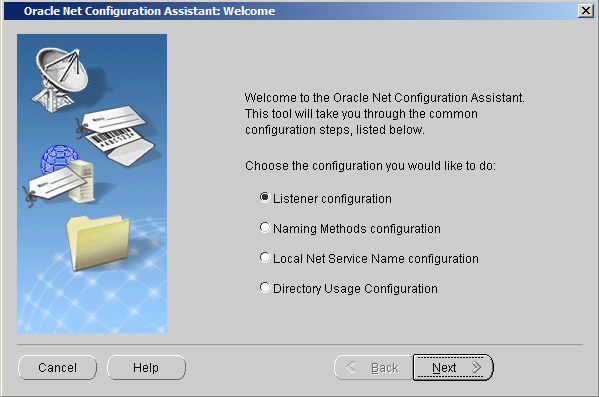 Oracle Net Configuration Assistant: Welcome
Welcome to the Oracle Net Configuration Assistant.
This tool will take you through the common
configuration steps, listed below.
Choose the configuration you would like to do:
Listener configuration
Naming Methods configuration
Local Net Service Name configuration
Directory Usage Configuration
Cancel
Help
Back
Next